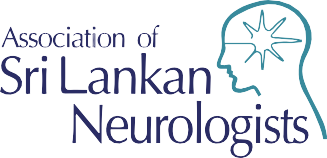 Association of
Sri Lankan
Neurologists